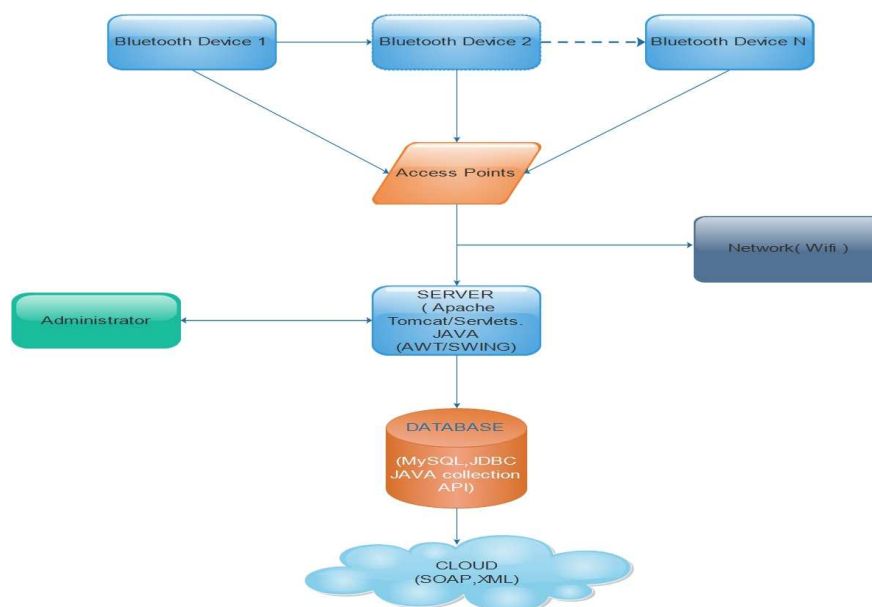 Bluetooth Device 1
Bluetooth Device 2
Bluetooth Device N
Access Points
Network( Wifi )
Administrator
SERVER
( Apache
Tomcat/Servlets.
JAVA
(AWT/SWING)
DATABASE
(MySQL,JDBC
JAVA collection
API)
CLOUD
(SOAP,XML)